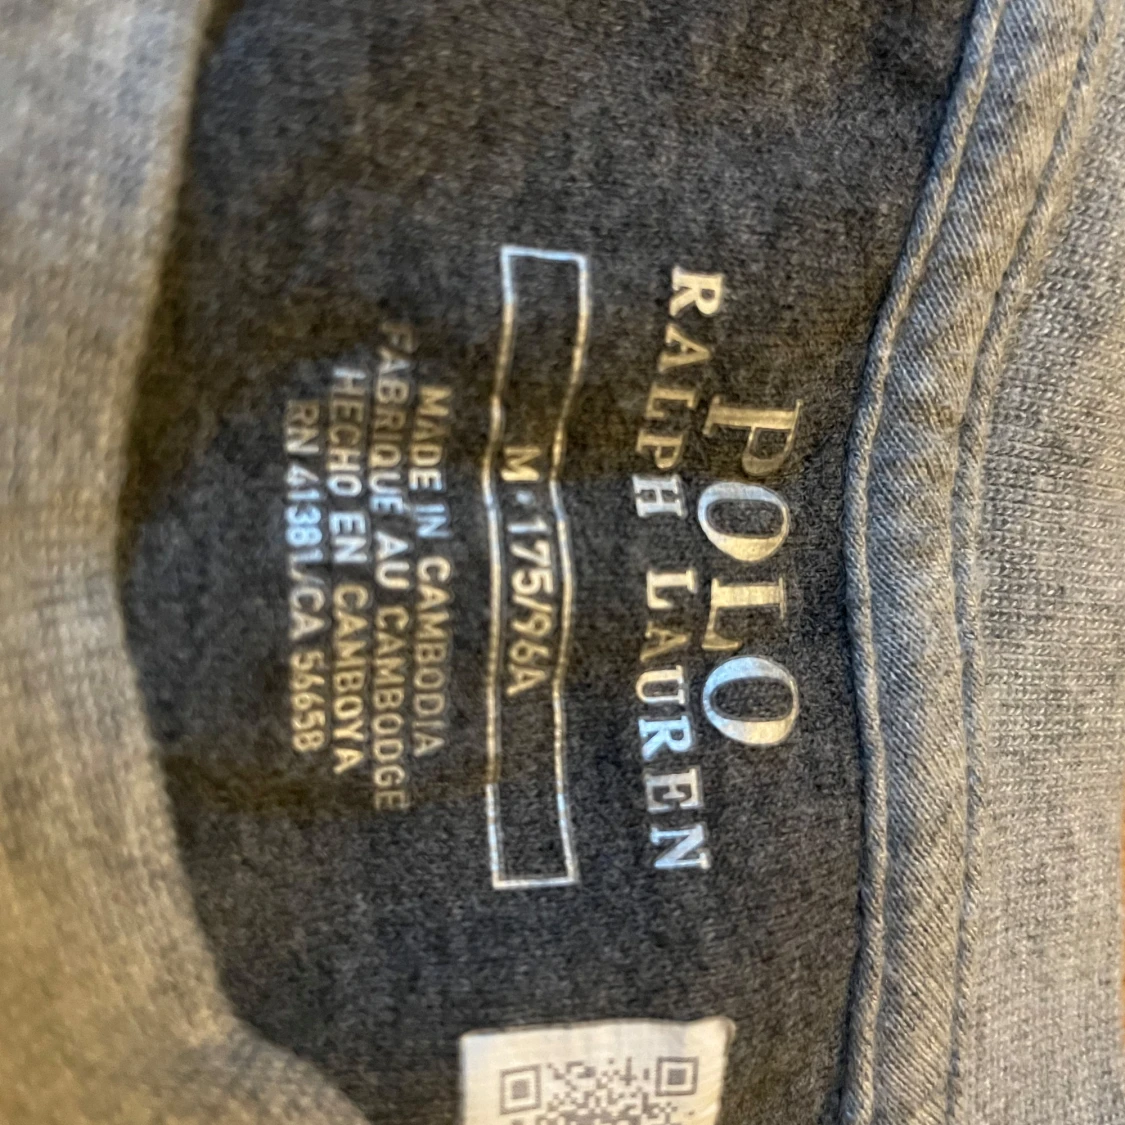 POLO
RALPH LAUREN
M • 175/96A
MADE IN CAMBODIA
FABRIQUE AU CAMBODGE
HECHO EN CAMBOYA
RN 41381/CA 56658